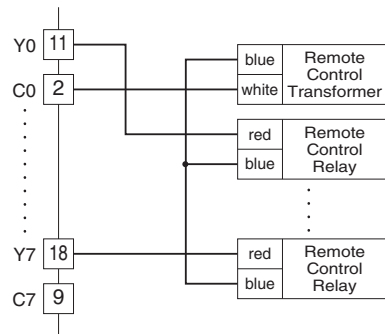 Y0 11
C0 2
Y7 18
C7 9
blue
white
Remote
Control
Transformer
red
blue
Remote
Control
Relay
red
blue
Remote
Control
Relay